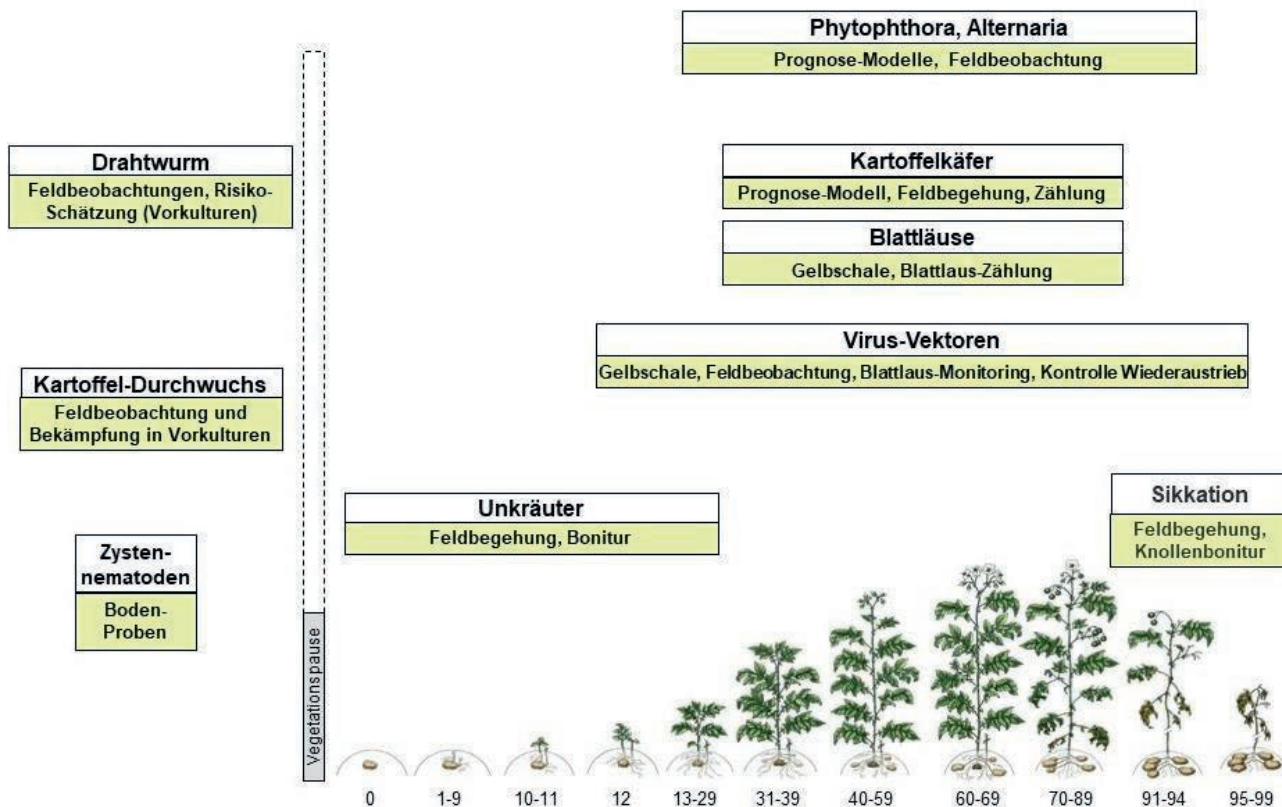 Phytophthora, Alternaria
Prognose-Modelle, Feldbeobachtung
Drahtwurm
Feldbeobachtungen, Risiko-
Schätzung (Vorkulturen)
Kartoffelkäfer
Prognose-Modell, Feldbegehung, Zählung
Blattläuse
Gelbschale, Blattlaus-Zählung
Virus-Vektoren
Gelbschale, Feldbeobachtung, Blattlaus-Monitoring, Kontrolle Wiederaustrieb
Kartoffel-Durchwuchs
Feldbeobachtung und
Bekämpfung in Vorkulturen
Unkräuter
Feldbegehung, Bonitur
Sikkation
Feldbegehung,
Knollenbonitur
Zysten-
nematoden
Boden-
Proben
Vegetationspause
0 1-9 10-11 12 13-29 31-39 40-59 60-69 70-89 91-94 95-99